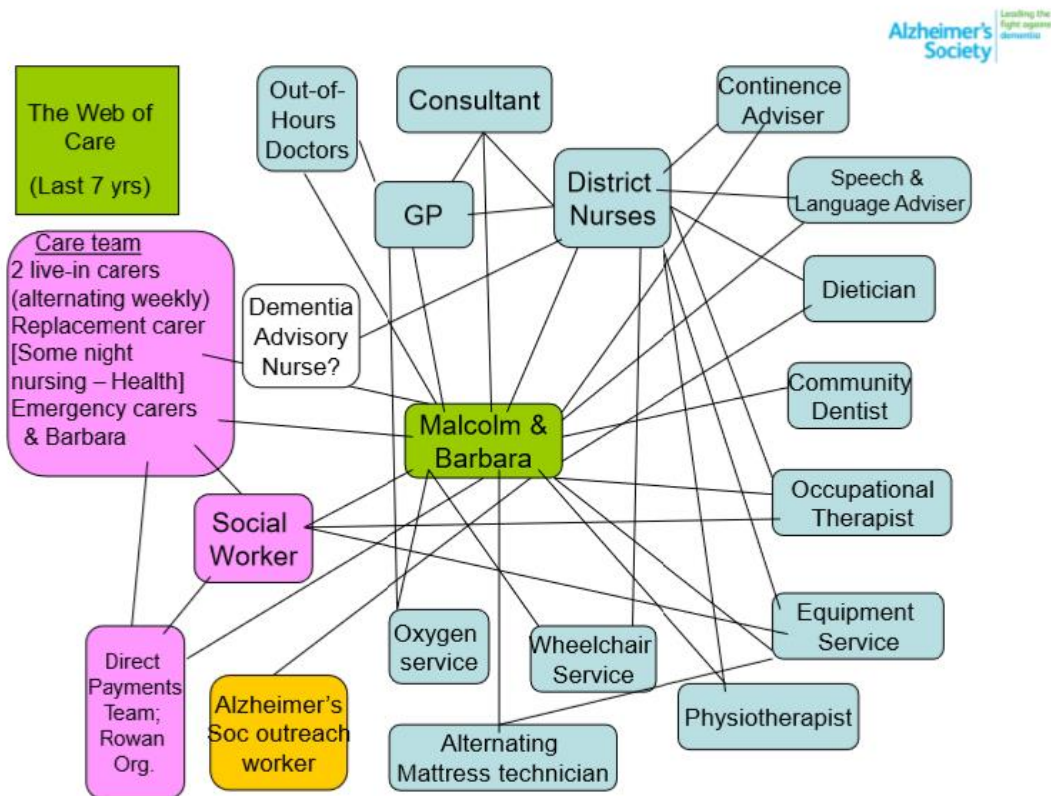 Alzheimer's
Society
Leading the
fight against
dementia
The Web of
Care
(Last 7 yrs)
Out-of-
Hours
Doctors
Consultant
Continence
Adviser
GP
District
Nurses
Speech &
Language Adviser
Care team
2 live-in carers
(alternating weekly)
Replacement carer
[Some night
nursing – Health]
Emergency carers
& Barbara
Dementia
Advisory
Nurse?
Dietician
Community
Dentist
Malcolm &
Barbara
Social
Worker
Occupational
Therapist
Equipment
Service
Oxygen
service
Wheelchair
Service
Direct
Payments
Team;
Rowan
Org.
Alzheimer's
Soc outreach
worker
Physiotherapist
Alternating
Mattress technician